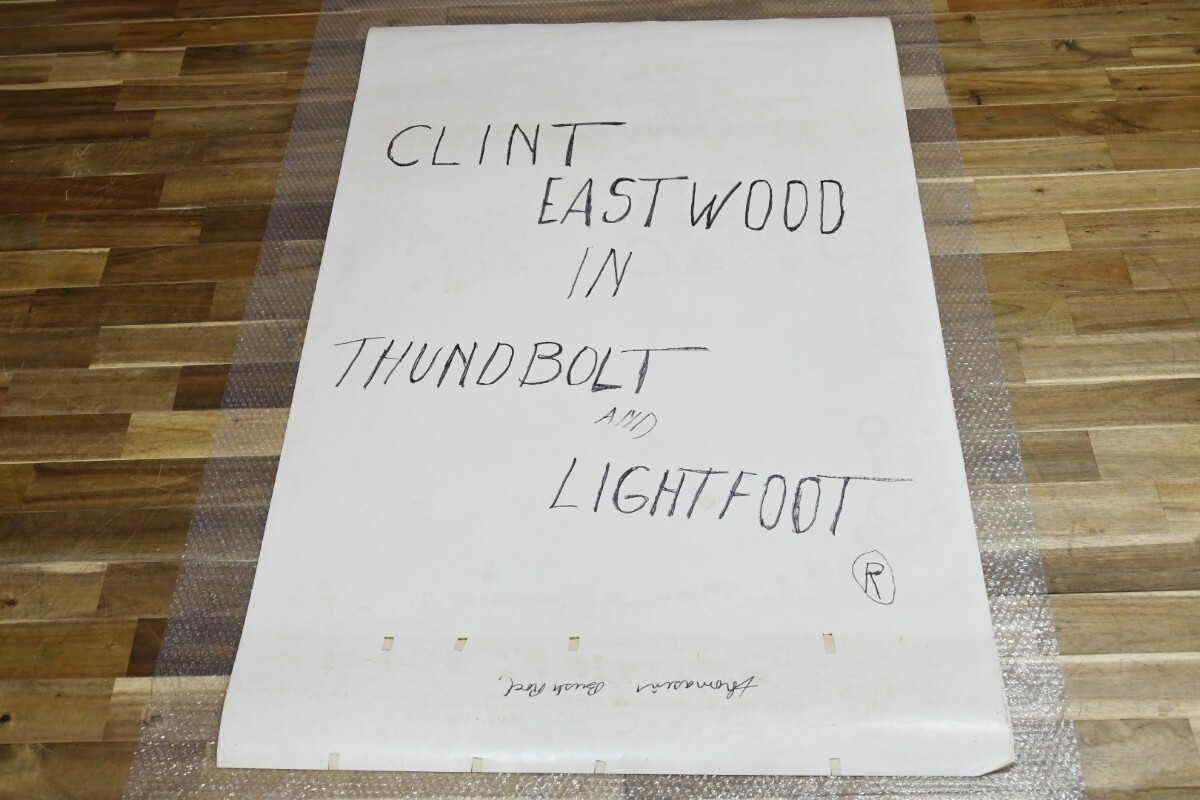 CLINT
EASTWOOD
IN
THUNDBOLT
AND
LIGHTFOOT
R